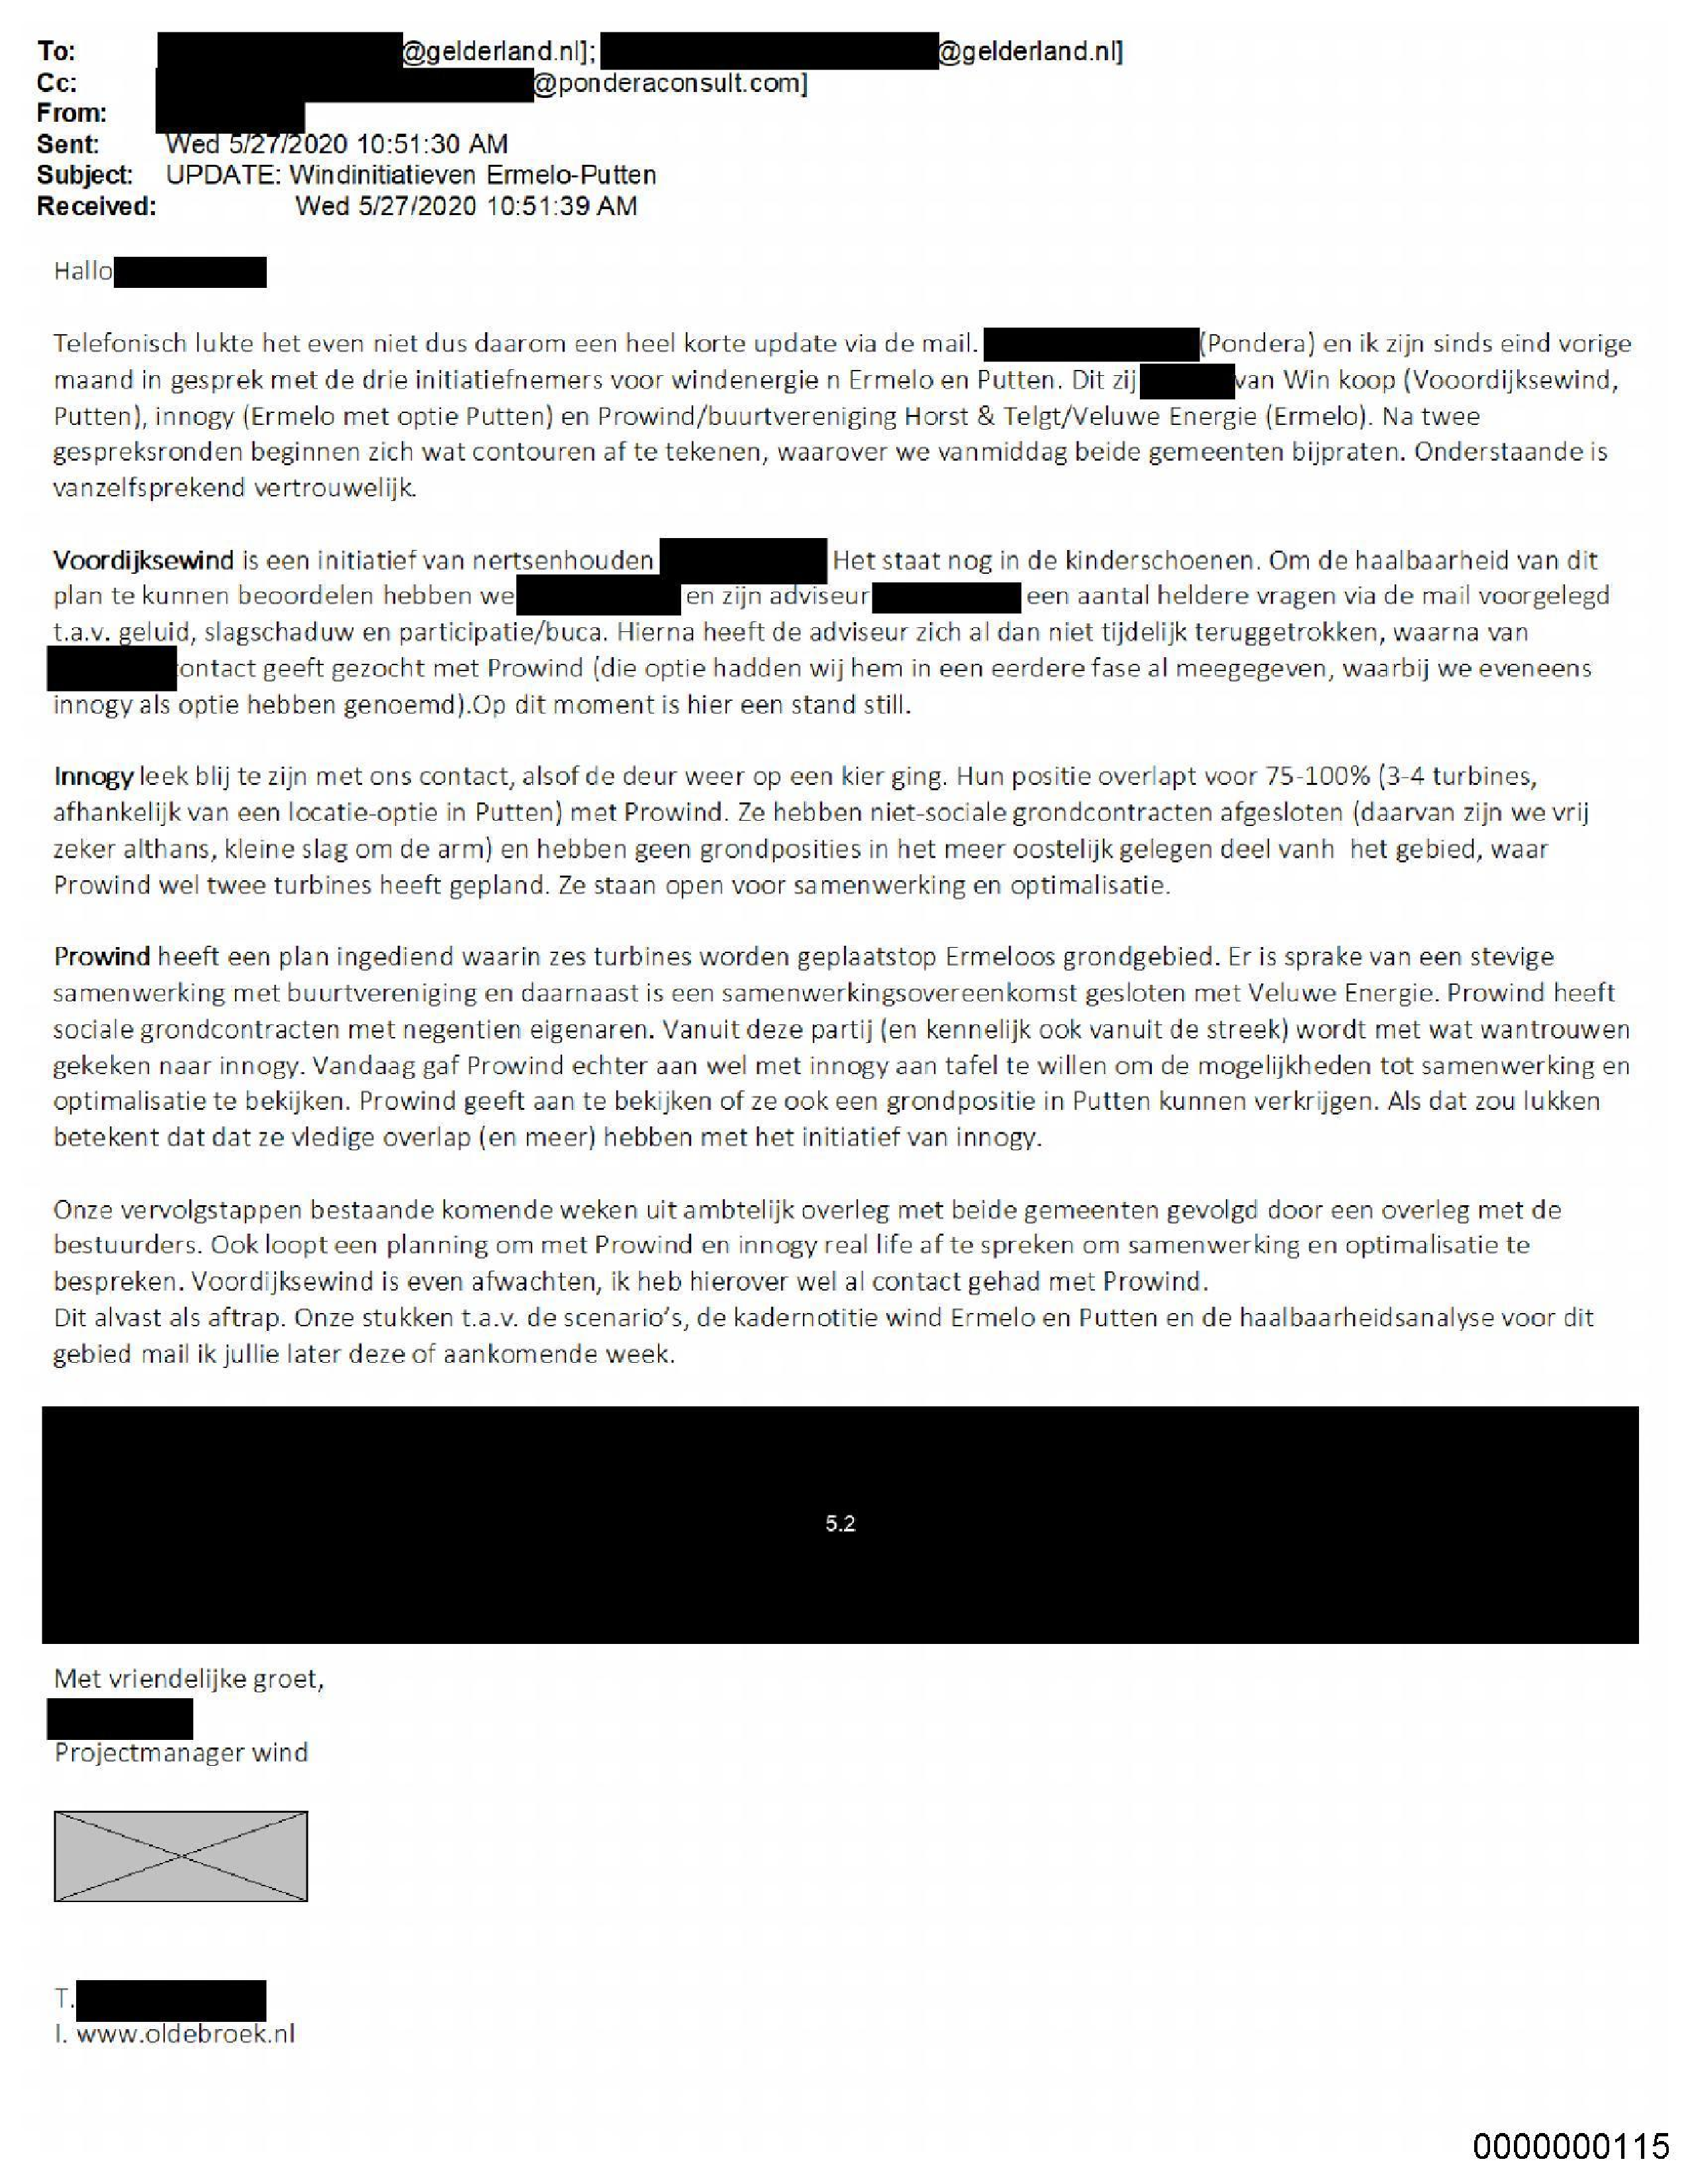 To: @gelderland.nl]; @gelderland.nl]
Cc: @ponderaconsult.com]
From:
Sent: Wed 5/27/2020 10:51:30 AM
Subject: UPDATE: Windinitiatieven Ermelo-Putten
Received: Wed 5/27/2020 10:51:39 AM
Hallo
Telefonisch lukte het even niet dus daarom een heel korte update via de mail. (Pondera) en ik zijn sinds eind vorige
maand in gesprek met de drie initiatiefnemers voor windenergie n Ermelo en Putten. Dit zij van Win koop (Vooordijksewind,
Putten), innogy (Ermelo met optie Putten) en Prowind/buurtvereniging Horst & Telgt/Veluwe Energie (Ermelo). Na twee
gespreksronden beginnen zich wat contouren af te tekenen, waarover we vanmiddag beide gemeenten bijpraten. Onderstaande is
vanzelfsprekend vertrouwelijk.
Voordijksewind is een initiatief van nertsenhouden Het staat nog in de kinderschoenen. Om de haalbaarheid van dit
plan te kunnen beoordelen hebben we en zijn adviseur een aantal heldere vragen via de mail voorgelegd
t.a.v. geluid, slagschaduw en participatie/buca. Hierna heeft de adviseur zich al dan niet tijdelijk teruggetrokken, waarna van
ontact geeft gezocht met Prowind (die optie hadden wij hem in een eerdere fase al meegegeven, waarbij we eveneens
innogy als optie hebben genoemd).Op dit moment is hier een stand still.
Innogy leek blij te zijn met ons contact, alsof de deur weer op een kier ging. Hun positie overlapt voor 75-100% (3-4 turbines,
afhankelijk van een locatie-optie in Putten) met Prowind. Ze hebben niet-sociale grondcontracten afgesloten (daarvan zijn we vrij
zeker althans, kleine slag om de arm) en hebben geen grondposities in het meer oostelijk gelegen deel vanh het gebied, waar
Prowind wel twee turbines heeft gepland. Ze staan open voor samenwerking en optimalisatie.
Prowind heeft een plan ingediend waarin zes turbines worden geplaatstop Ermeloos grondgebied. Er is sprake van een stevige
samenwerking met buurtvereniging en daarnaast is een samenwerkingsovereenkomst gesloten met Veluwe Energie. Prowind heeft
sociale grondcontracten met negentien eigenaren. Vanuit deze partij (en kennelijk ook vanuit de streek) wordt met wat wantrouwen
gekeken naar innogy. Vandaag gaf Prowind echter aan wel met innogy aan tafel te willen om de mogelijkheden tot samenwerking en
optimalisatie te bekijken. Prowind geeft aan te bekijken of ze ook een grondpositie in Putten kunnen verkrijgen. Als dat zou lukken
betekent dat dat ze vledige overlap (en meer) hebben met het initiatief van innogy.
Onze vervolgstappen bestaande komende weken uit ambtelijk overleg met beide gemeenten gevolgd door een overleg met de
bestuurders. Ook loopt een planning om met Prowind en innogy real life af te spreken om samenwerking en optimalisatie te
bespreken. Voordijksewind is even afwachten, ik heb hierover wel al contact gehad met Prowind.
Dit alvast als aftrap. Onze stukken t.a.v. de scenario's, de kadernotitie wind Ermelo en Putten en de haalbaarheidsanalyse voor dit
gebied mail ik jullie later deze of aankomende week.
5.2
Met vriendelijke groet,
Projectmanager wind
T.
I. www.oldebroek.nl
0000000115